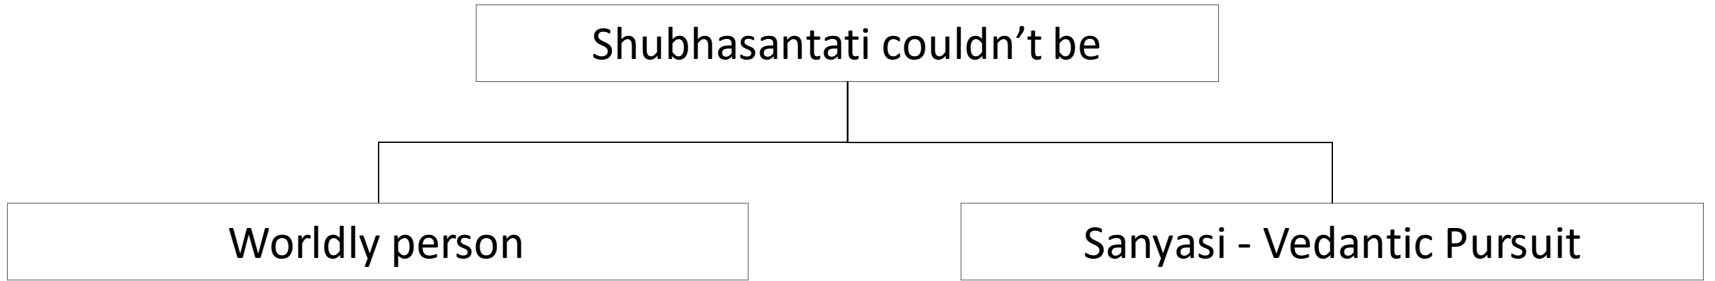 Shubhasantati couldn’t be
Worldly person
Sanyasi - Vedantic Pursuit